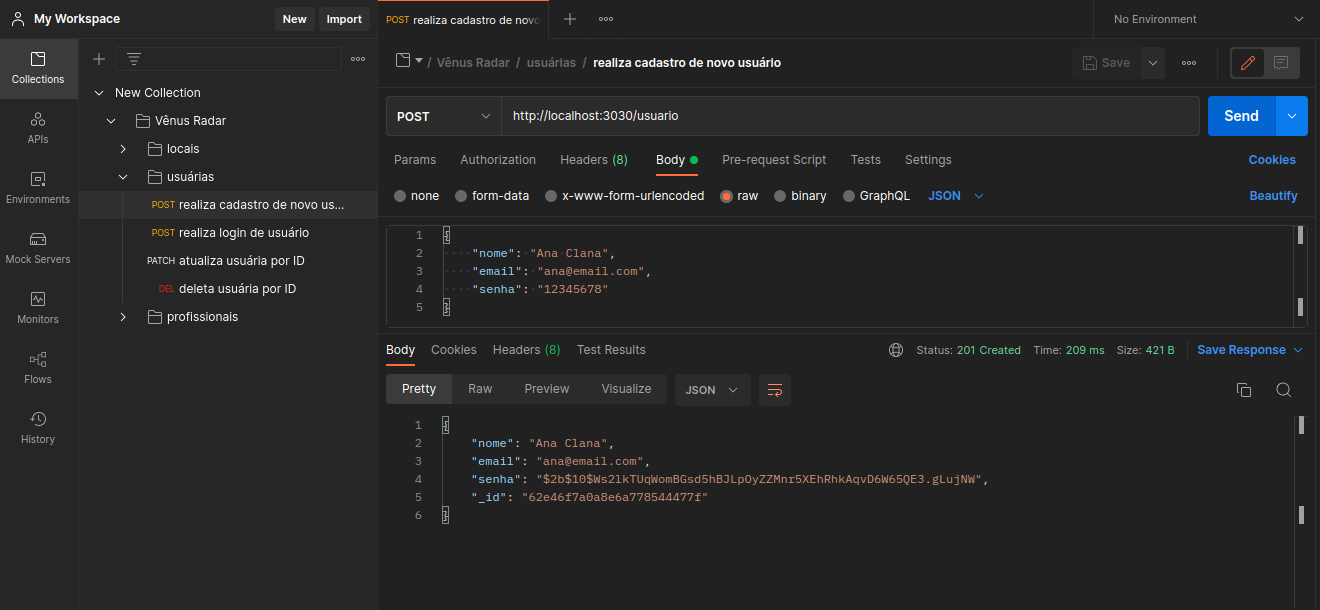 My Workspace
New
Import
POST realiza cadastro de novo
No Environment
Collections
APIs
Environments
Mock Servers
Monitors
Flows
History
New Collection
Vênus Radar
locais
usuárias
POST realiza cadastro de novo us...
POST realiza login de usuário
PATCH atualiza usuária por ID
DEL deleta usuária por ID
profissionais
/ Vênus Radar / usuárias / realiza cadastro de novo usuário
Save
POST
http://localhost:3030/usuario
Send
Params Authorization Headers (8) Body Pre-request Script Tests Settings
Cookies
none form-data x-www-form-urlencoded raw binary GraphQL JSON
Beautify
1 {
2 "nome": "Ana Clana",
3 "email": "ana@email.com",
4 "senha": "12345678"
5 }
Body Cookies Headers (8) Test Results
Status: 201 Created Time: 209 ms Size: 421 B Save Response
Pretty Raw Preview Visualize JSON
1 {
2 "nome": "Ana Clana",
3 "email": "ana@email.com",
4 "senha": "$2b$10$Ws2lkTUqWomBGsd5hBJLpOyZZMnr5XEhRhkAqvD6W65QE3.gLujNW",
5 "_id": "62e46f7a0a8e6a778544477f"
6 }